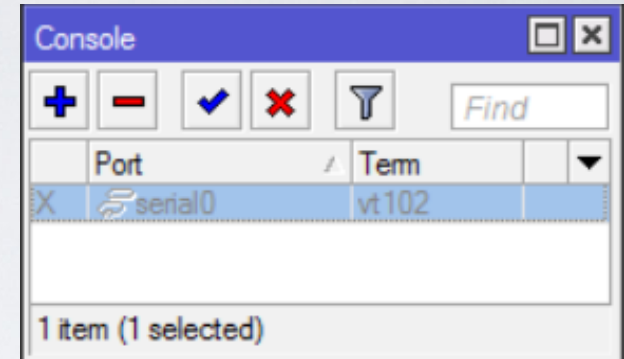 Console
Find
Port Term
X serial0 vt102
1 item (1 selected)